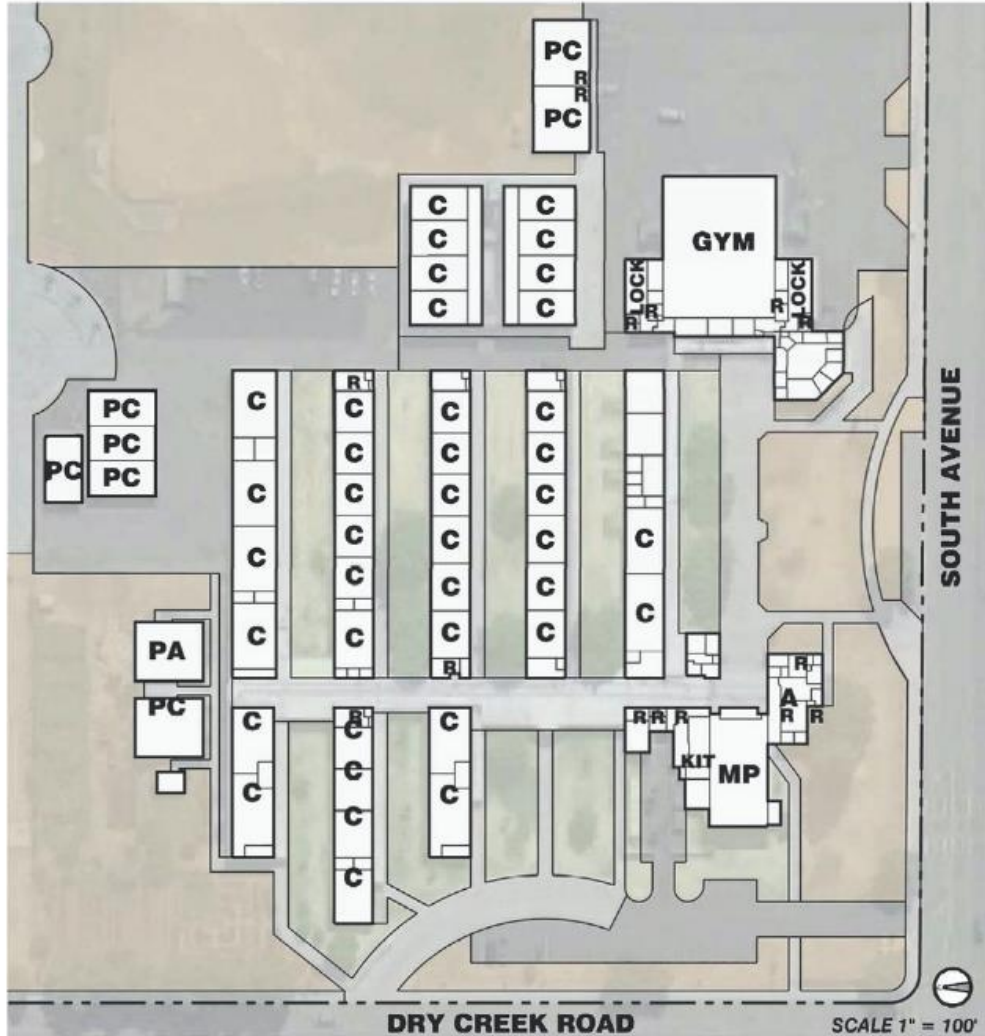 PC
R
R
PC
C C
C C
C C
C C
GYM
LOCK LOCK
R R R R
C R C C C
C C C
C C C C
C C C C
C C C
C C C C
C C C C
R
PC
PC
PC
PC
PA
PC
C R C C
C C C
C
C
R R R
KIT
MP
R
A
R R
SOUTH AVENUE
DRY CREEK ROAD
SCALE 1" = 100'